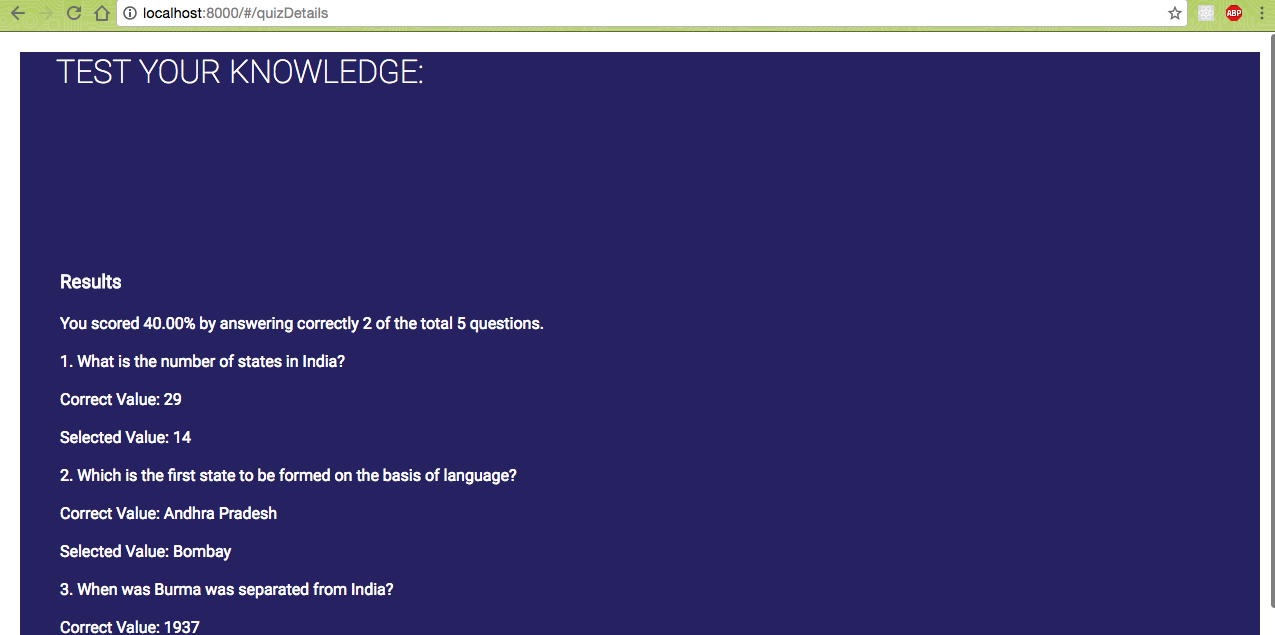 localhost:8000/#/quizDetails
ABP
TEST YOUR KNOWLEDGE:
Results
You scored 40.00% by answering correctly 2 of the total 5 questions.
1. What is the number of states in India?
Correct Value: 29
Selected Value: 14
2. Which is the first state to be formed on the basis of language?
Correct Value: Andhra Pradesh
Selected Value: Bombay
3. When was Burma was separated from India?
Correct Value: 1937